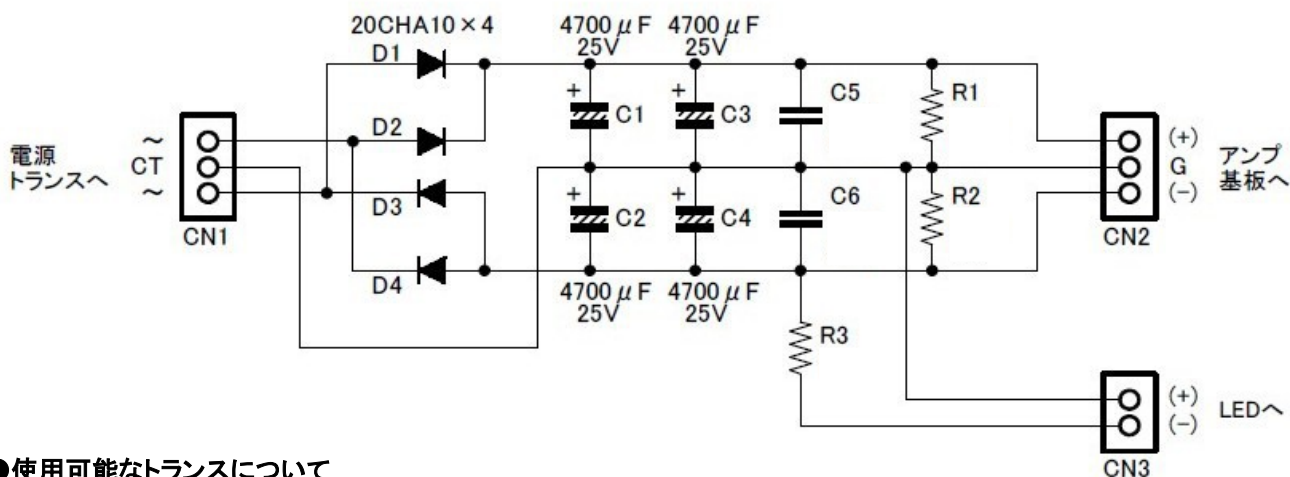 20CHA10×4
4700μF
25V
4700μF
25V
D1
D2
D3
D4
電源
トランスへ
~
CT
~
CN1
+
C1
+
C3
C5
R1
+
C2
+
C4
C6
R2
4700μF
25V
4700μF
25V
R3
(+)
G
(-)
アンプ
基板へ
CN2
(+)
(-)
LEDへ
CN3
●使用可能なトランスについて